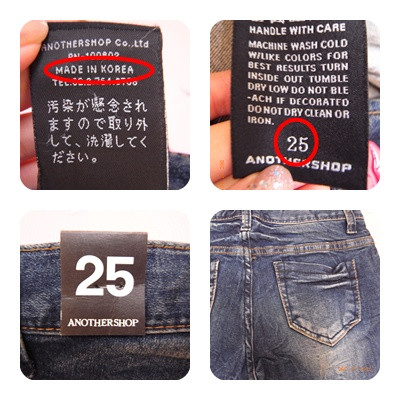 ANOTHERSHOP Co.,Ltd
MADE IN KOREA
汚染が懸念され
ますので取り外
して、洗濯してく
ださい。
HANDLE WITH CARE
MACHINE WASH COLD
W/LIKE COLORS FOR
BEST RESULTS TURN
INSIDE OUT TUMBLE
DRY LOW DO NOT BLE
-ACH IF DECORATED
DO NOT DRY CLEAN OR
IRON.
25
ANOTHERSHOP
25
ANOTHERSHOP